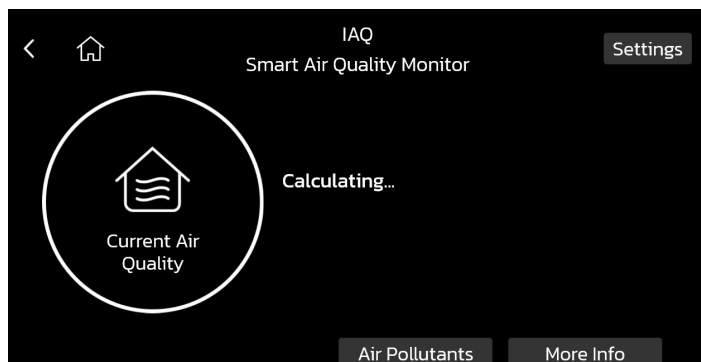 IAQ
Smart Air Quality Monitor
Settings
Calculating...
Current Air
Quality
Air Pollutants
More Info